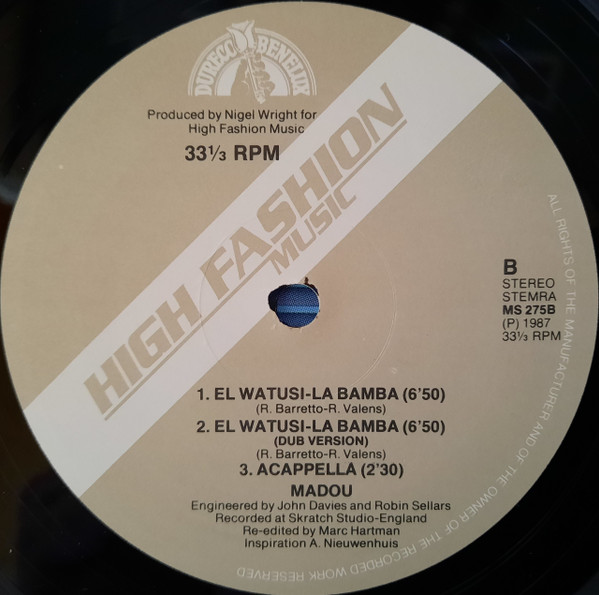 DURECO BENELUX
Produced by Nigel Wright for
High Fashion Music
33⅓ RPM
HIGH FASHION
MUSIC
B
STEREO
STEMRA
MS 275B
(P) 1987
33⅓ RPM
1. EL WATUSI-LA BAMBA (6'50)
(R. Barretto-R. Valens)
2. EL WATUSI-LA BAMBA (6'50)
(DUB VERSION)
(R. Barretto-R. Valens)
3. ACAPPELLA (2'30)
MADOU
Engineered by John Davies and Robin Sellars
Recorded at Skratch Studio-England
Re-edited by Marc Hartman
Inspiration A. Nieuwenhuis
ALL RIGHTS OF THE MANUFACTURER AND OF THE OWNER OF THE RECORDED WORK RESERVED